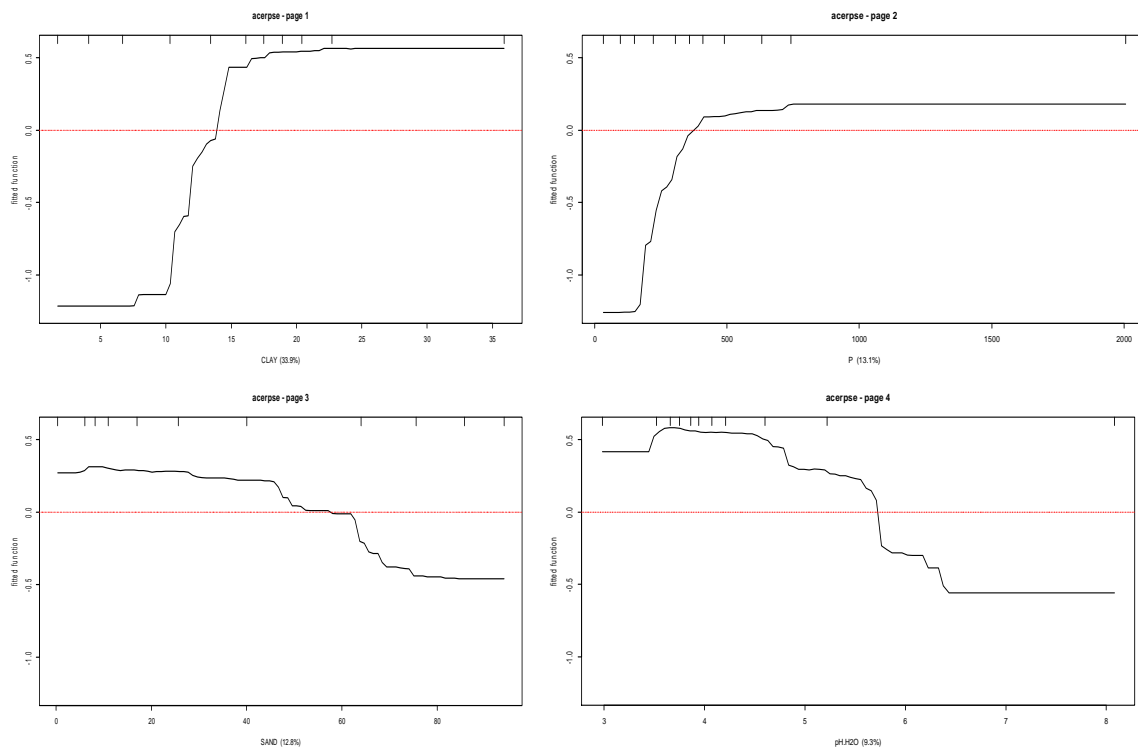 acerpse - page 1
fitted function
0.5
0.0
-0.5
-1.0
5 10 15 20 25 30 35
CLAY (33.9%)
acerpse - page 2
fitted function
0.5
0.0
-0.5
-1.0
0 500 1000 1500 2000
P (13.1%)
acerpse - page 3
fitted function
0.5
0.0
-0.5
-1.0
0 20 40 60 80
SAND (12.8%)
acerpse - page 4
fitted function
0.5
0.0
-0.5
-1.0
3 4 5 6 7 8
pH.H2O (9.3%)